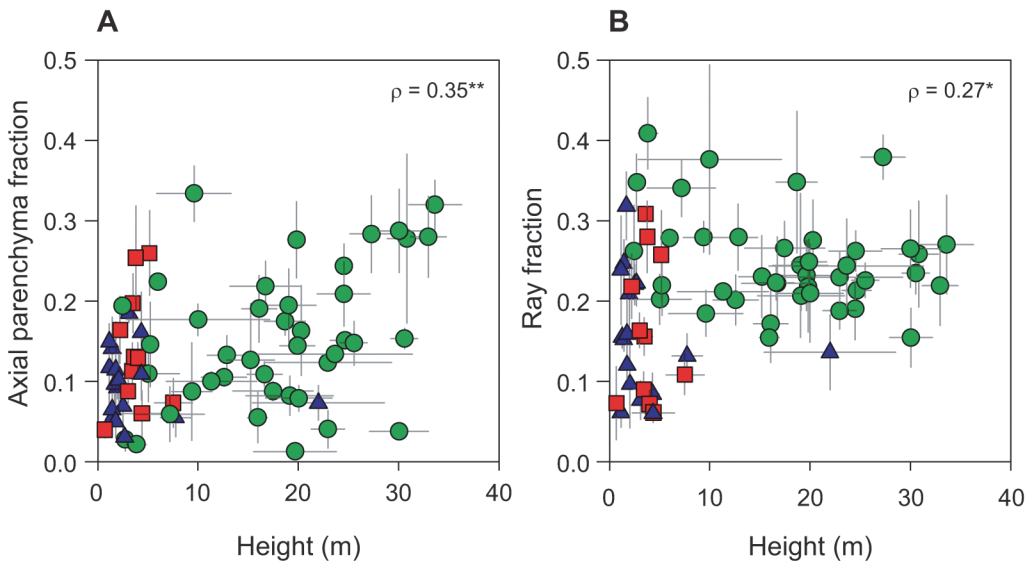 A
Axial parenchyma fraction
0.5
0.4
0.3
0.2
0.1
0.0
ρ = 0.35**
0 10 20 30 40
Height (m)
B
Ray fraction
0.5
0.4
0.3
0.2
0.1
0.0
ρ = 0.27*
0 10 20 30 40
Height (m)